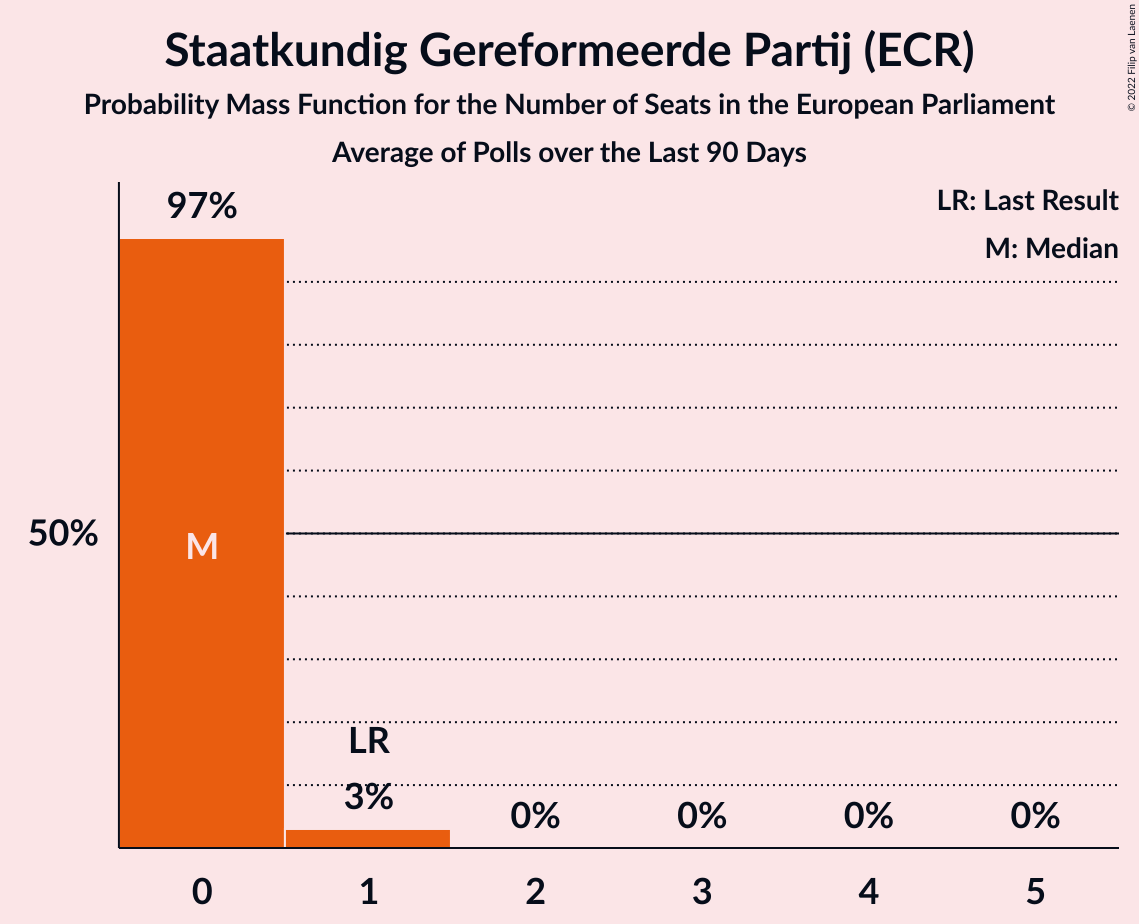 Staatkundig Gereformeerde Partij (ECR)
Probability Mass Function for the Number of Seats in the European Parliament
Average of Polls over the Last 90 Days
© 2022 Filip van Laenen
LR: Last Result
M: Median
97%
50%
M
LR
3%
0%
0%
0%
0%
0
1
2
3
4
5